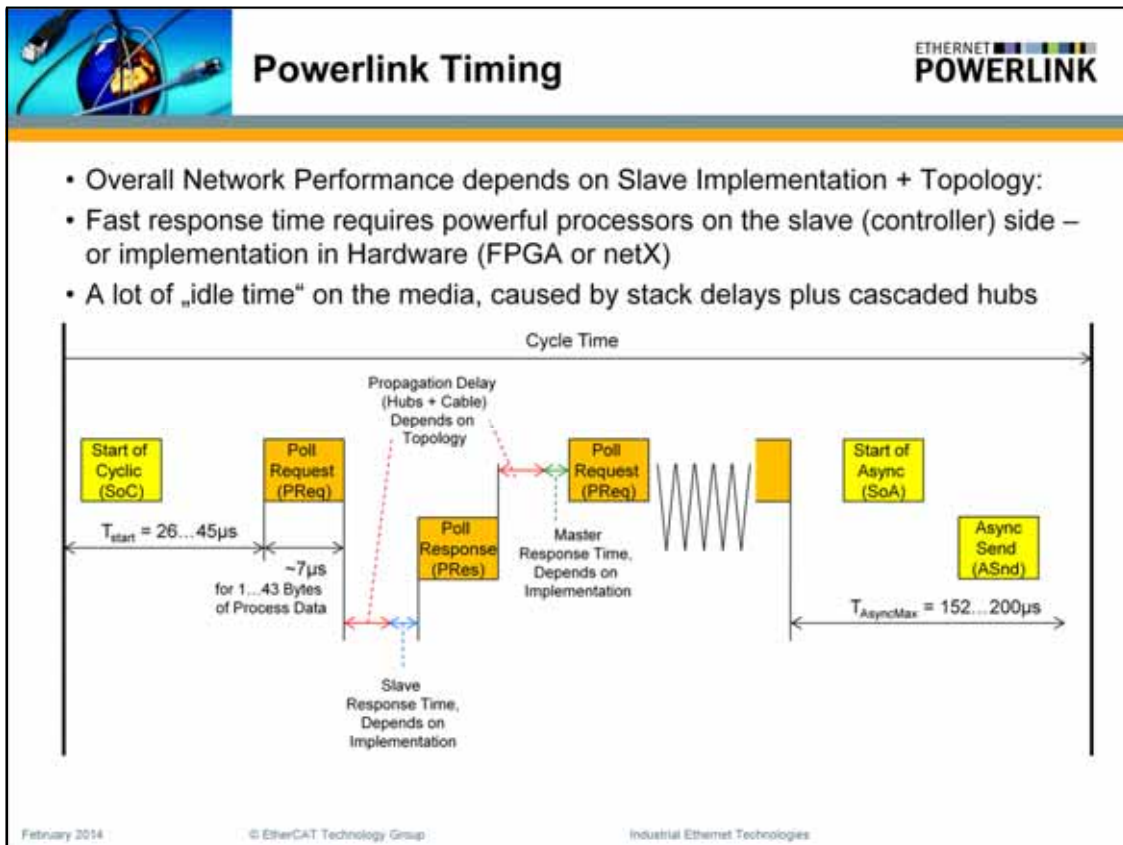 Powerlink Timing
ETHERNET
POWERLINK
• Overall Network Performance depends on Slave Implementation + Topology:
• Fast response time requires powerful processors on the slave (controller) side –
or implementation in Hardware (FPGA or netX)
• A lot of „idle time“ on the media, caused by stack delays plus cascaded hubs
Cycle Time
Propagation Delay
(Hubs + Cable)
Depends on
Topology
Start of
Cyclic
(SoC)
Poll
Request
(PReq)
Poll
Request
(PReq)
Start of
Async
(SoA)
Tstart = 26...45µs
~7µs
for 1...43 Bytes
of Process Data
Poll
Response
(PRes)
Master
Response Time,
Depends on
Implementation
Async
Send
(ASnd)
TAsyncMax = 152...200µs
Slave
Response Time,
Depends on
Implementation
February 2014
© EtherCAT Technology Group
Industrial Ethernet Technologies